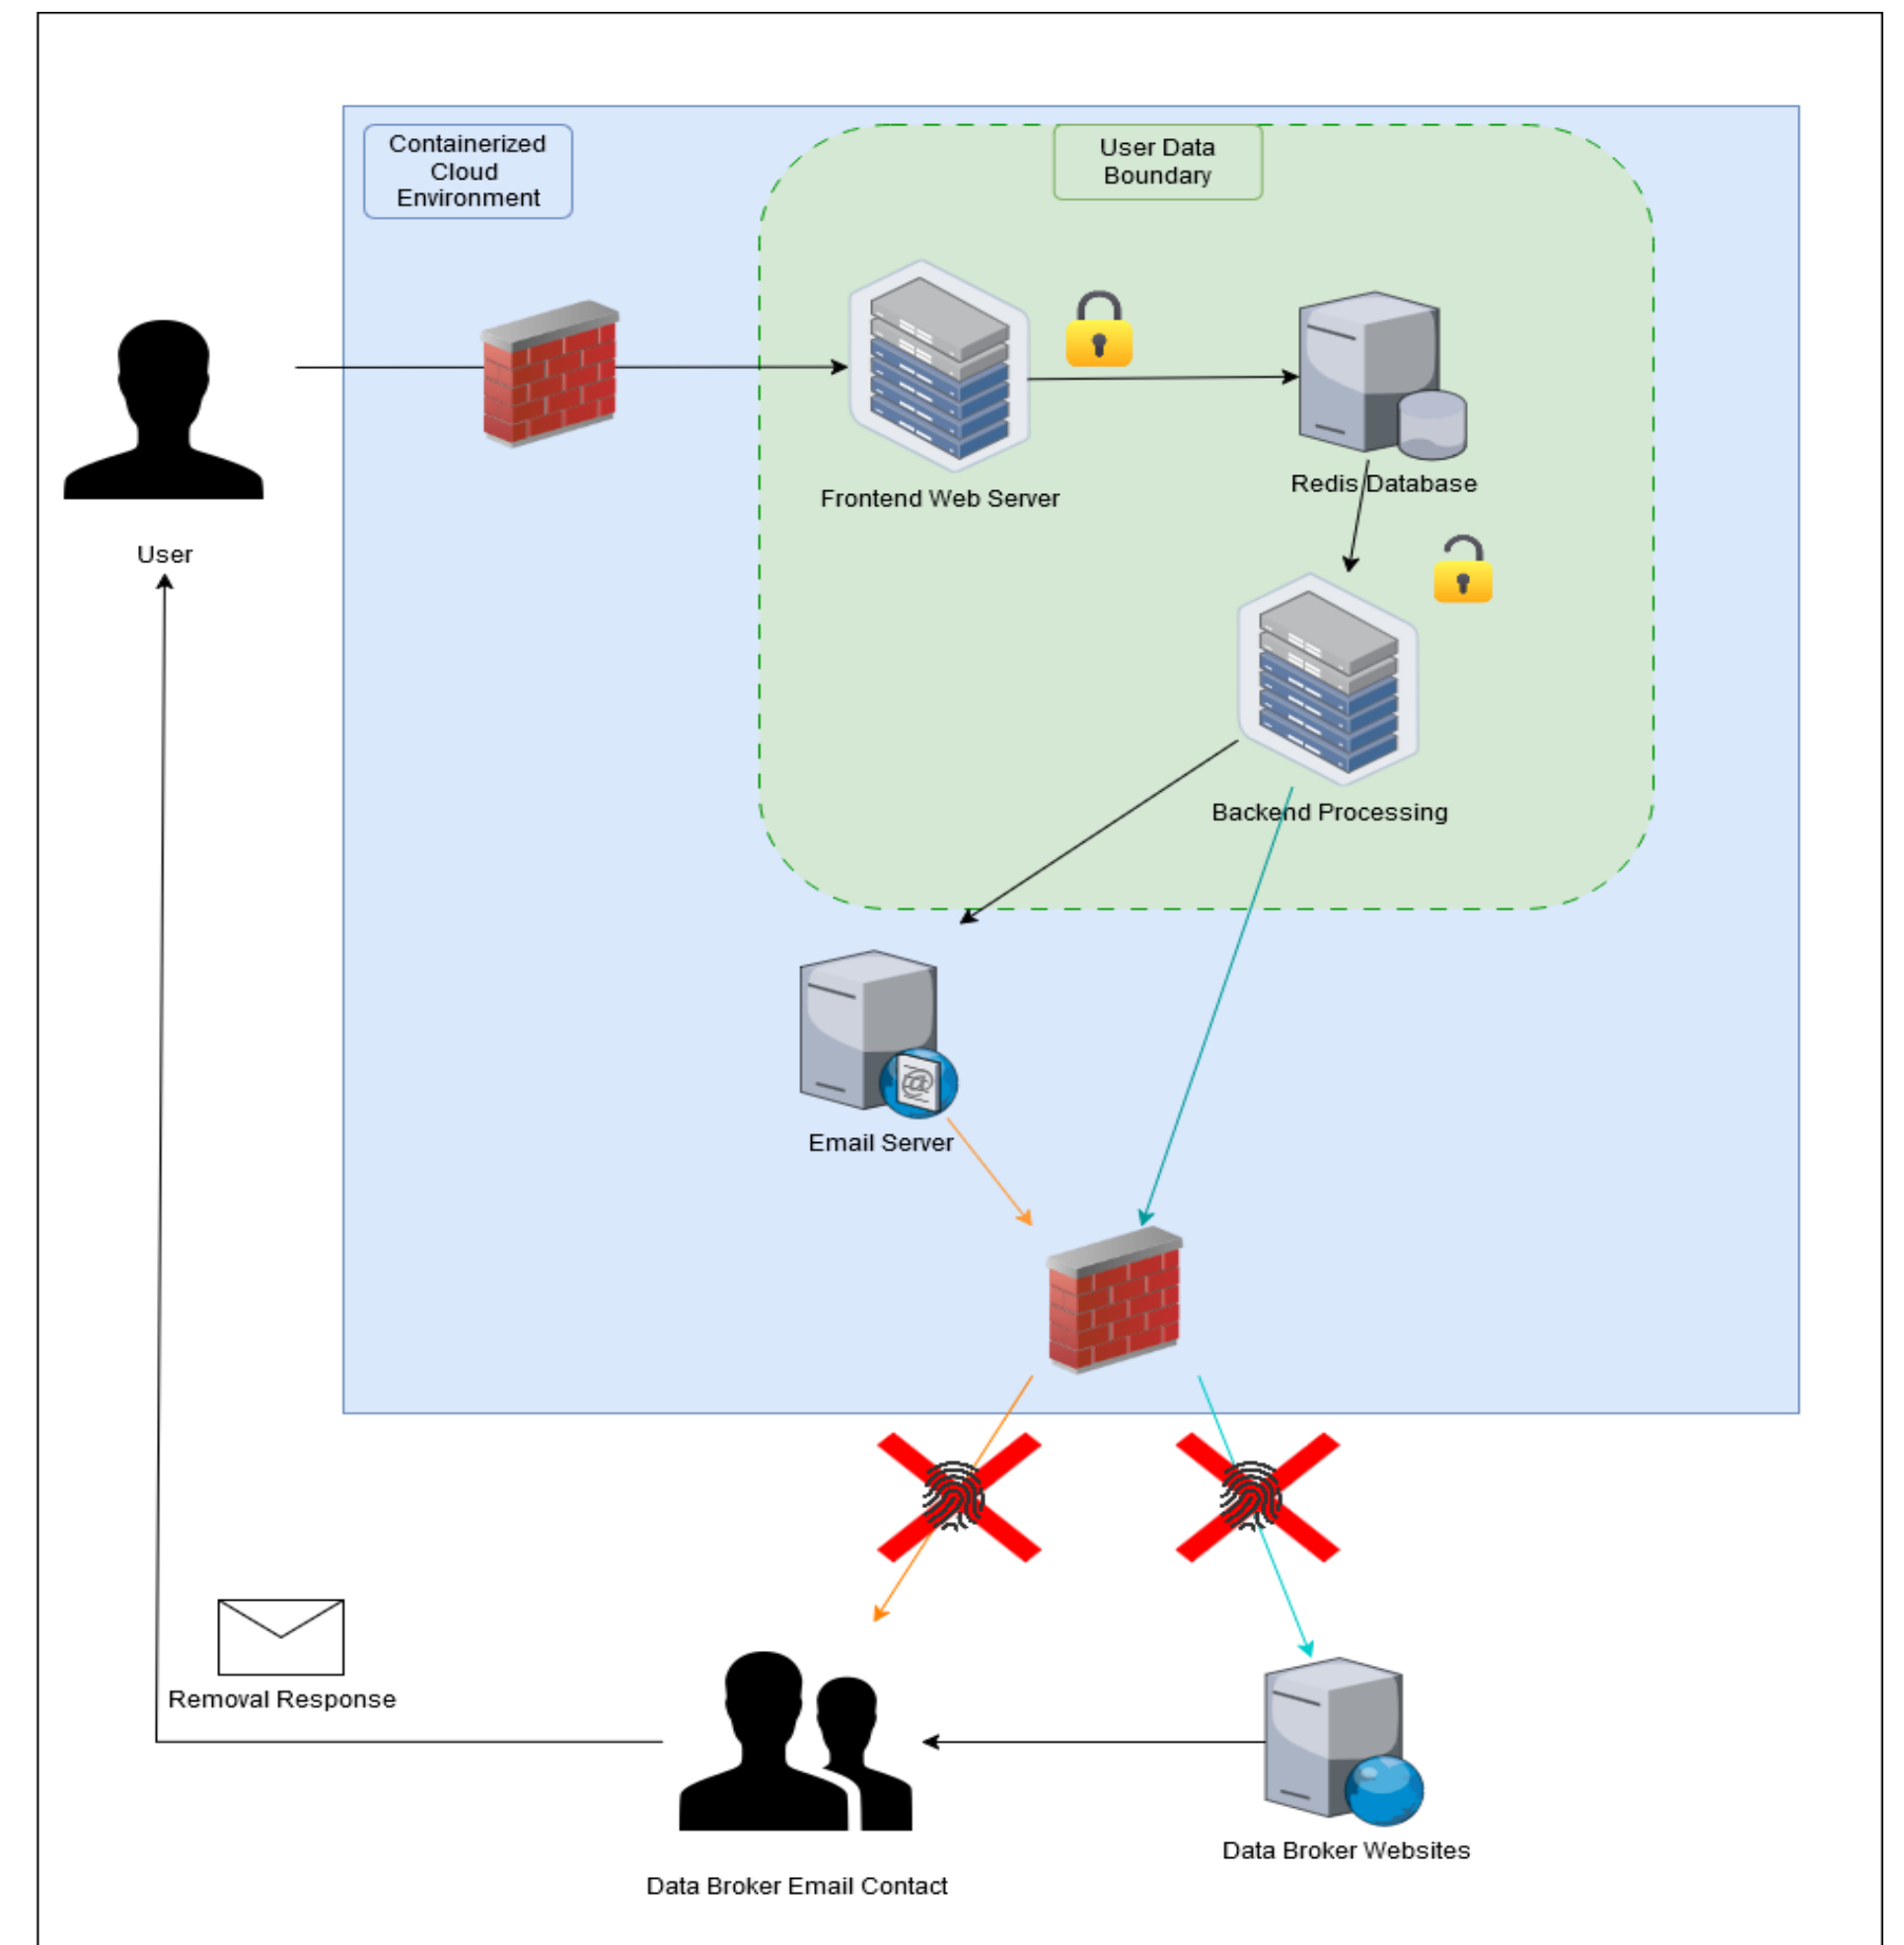 Containerized
Cloud
Environment
User Data
Boundary
User
Frontend Web Server
Redis Database
Backend Processing
Email Server
Removal Response
Data Broker Email Contact
Data Broker Websites